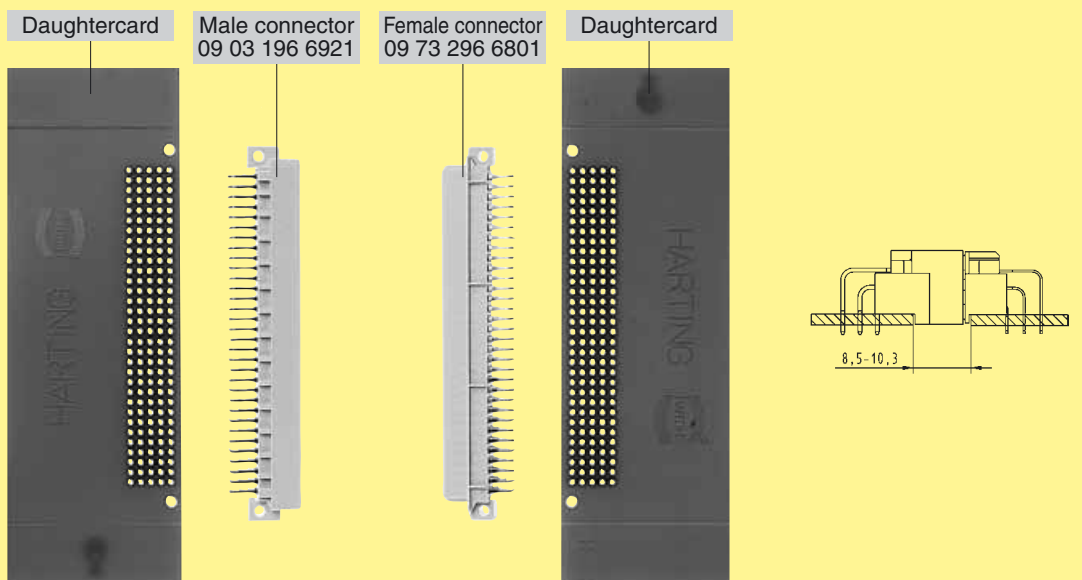 Daughtercard
Male connector
09 03 196 6921
Female connector
09 73 296 6801
Daughtercard
HARTING
HARTING
8,5-10,3